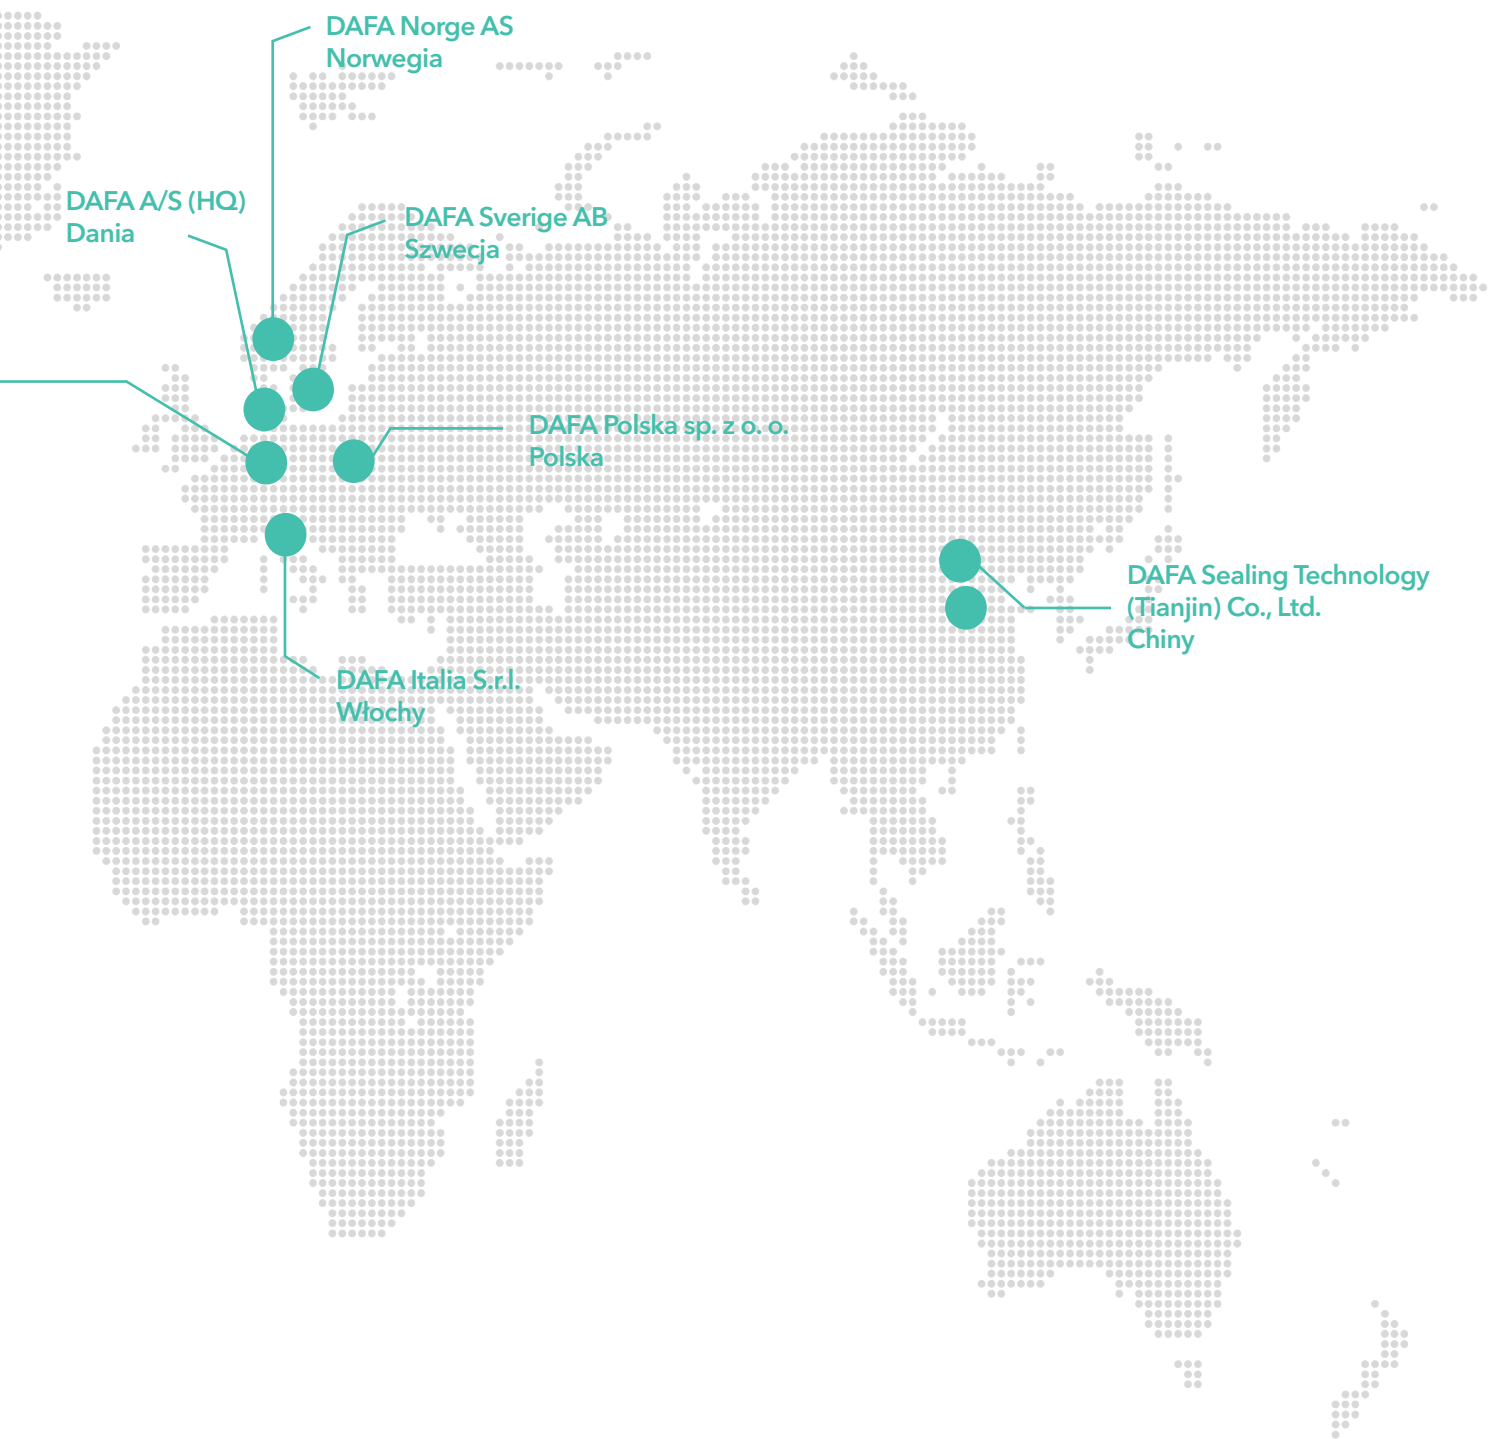 DAFA Norge AS
Norwegia
DAFA A/S (HQ)
Dania
DAFA Sverige AB
Szwecja
DAFA Polska sp. z o. o.
Polska
DAFA Sealing Technology
(Tianjin) Co., Ltd.
Chiny
DAFA Italia S.r.l.
Włochy